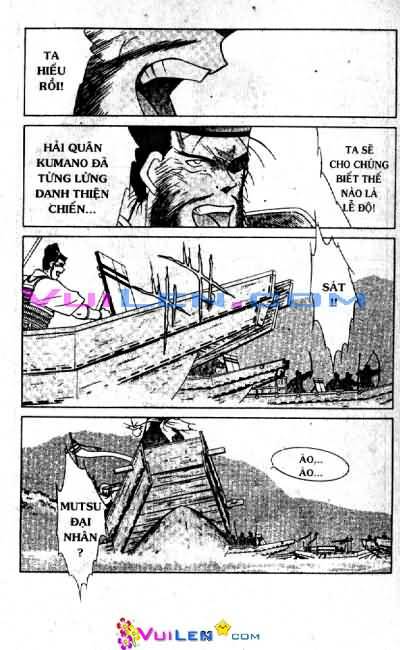 TA
HIỂU
RỒI!
HẢI QUÂN
KUMANO ĐÃ
TỪNG LỪNG
DANH THIỆN
CHIẾN...
TA SẼ
CHO CHÚNG
BIẾT THẾ
NÀO LÀ
LỄ ĐỘ!
SÁT
!!
VuiLen.com
ÀO,...
ÀO...
MUTSU
ĐẠI
NHÂN
?
VuiLen.com